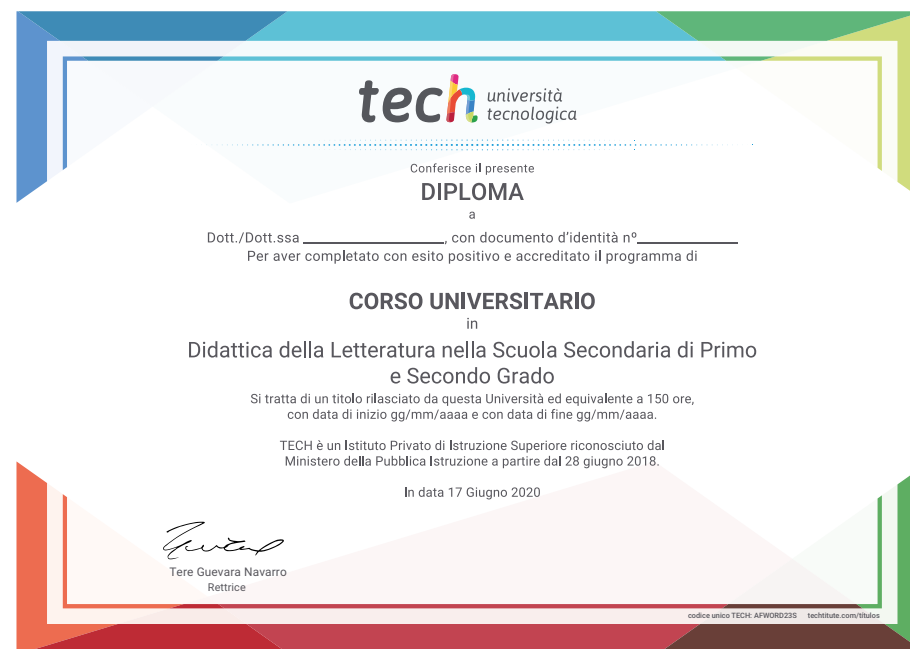 tech università
tecnologica
Conferisce il presente
DIPLOMA
a
Dott./Dott.ssa ____________________, con documento d'identità nº______________
Per aver completato con esito positivo e accreditato il programma di
CORSO UNIVERSITARIO
in
Didattica della Letteratura nella Scuola Secondaria di Primo
e Secondo Grado
Si tratta di un titolo rilasciato da questa Università ed equivalente a 150 ore,
con data di inizio gg/mm/aaaa e con data di fine gg/mm/aaaa.
TECH è un Istituto Privato di Istruzione Superiore riconosciuto dal
Ministero della Pubblica Istruzione a partire dal 28 giugno 2018.
In data 17 Giugno 2020
Tere Guevara Navarro
Rettrice
codice unico TECH: AFWORD23S techtitute.com/titulos